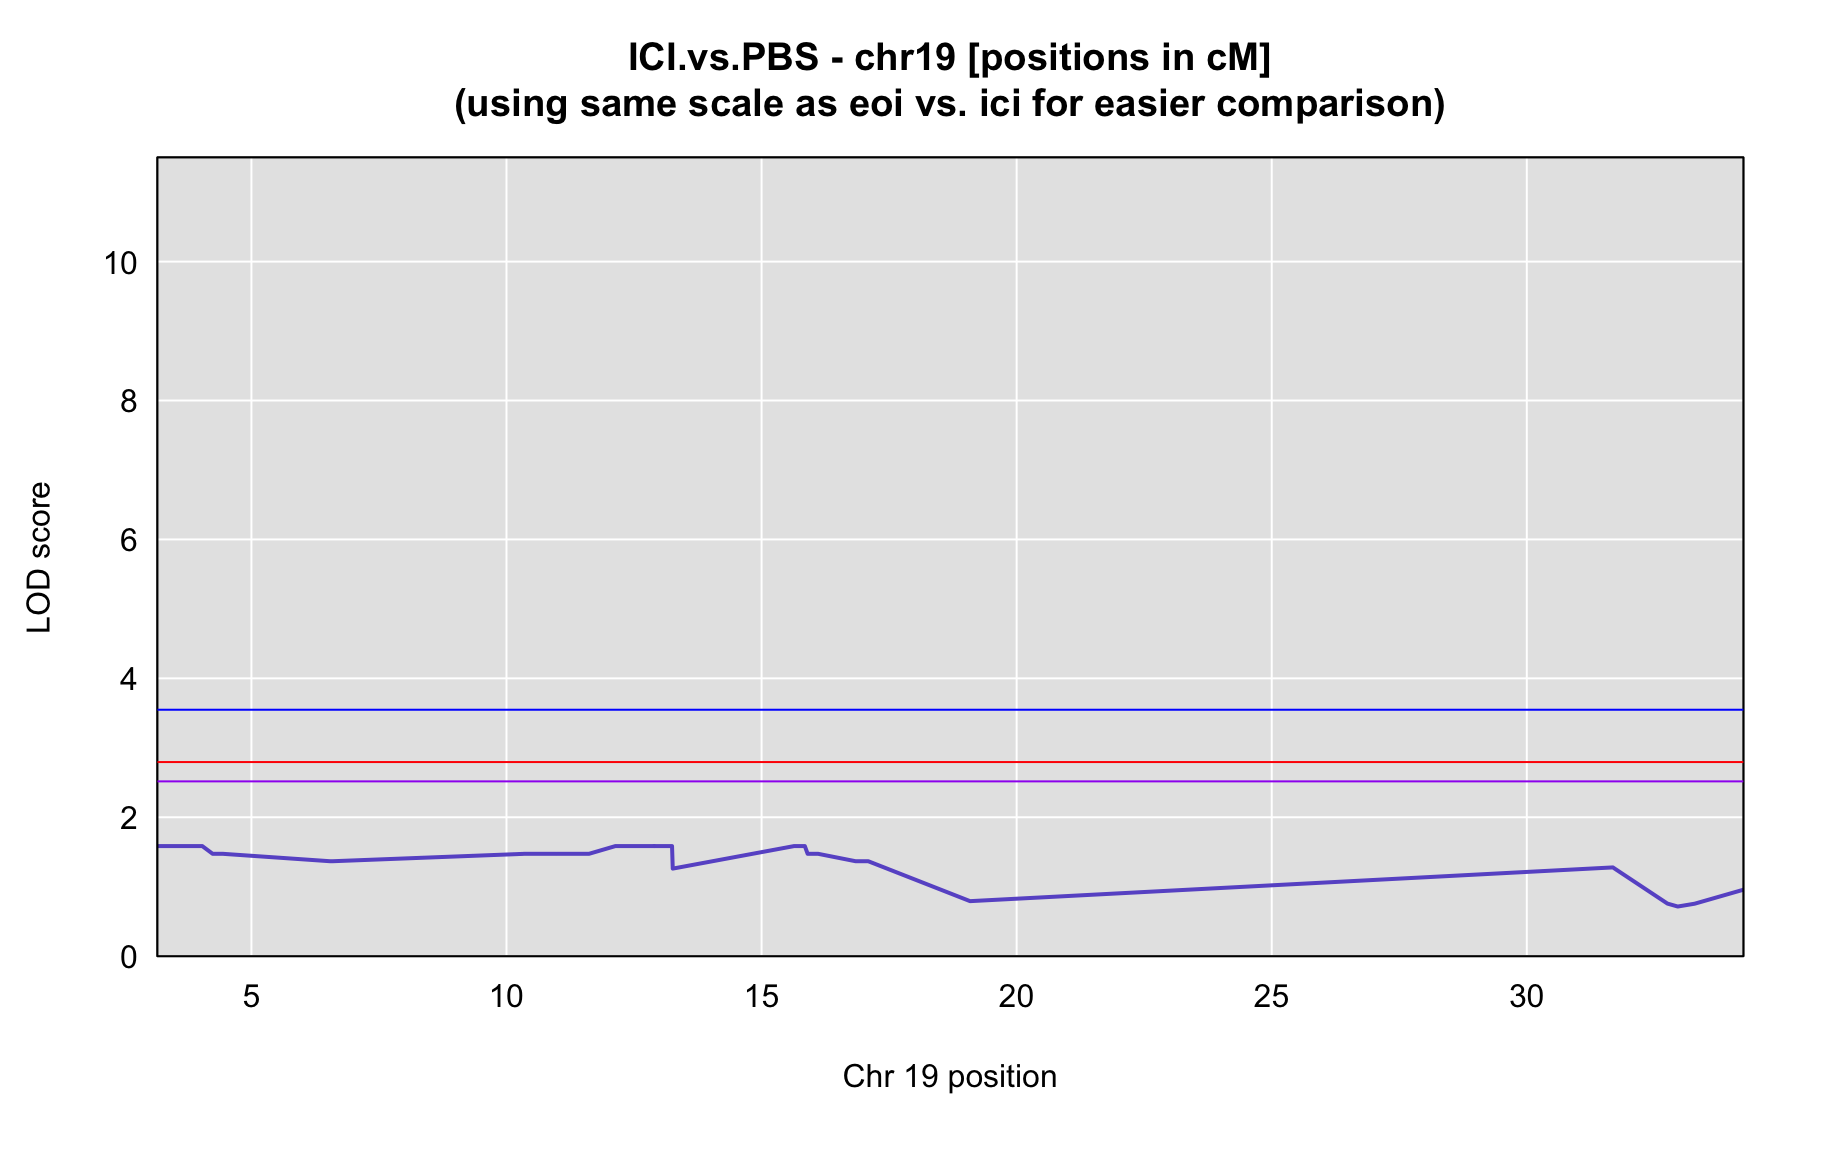 ICI.vs.PBS - chr19 [positions in cM]
(using same scale as eoi vs. ici for easier comparison)
10
8
6
4
2
0
LOD score
5 10 15 20 25 30
Chr 19 position